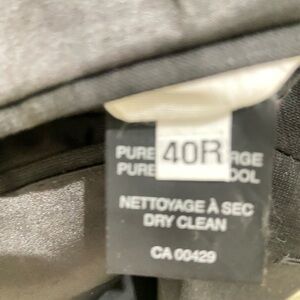 40R
PURE RGE
PURE OOL
NETTOYAGE À SEC
DRY CLEAN
CA 00429